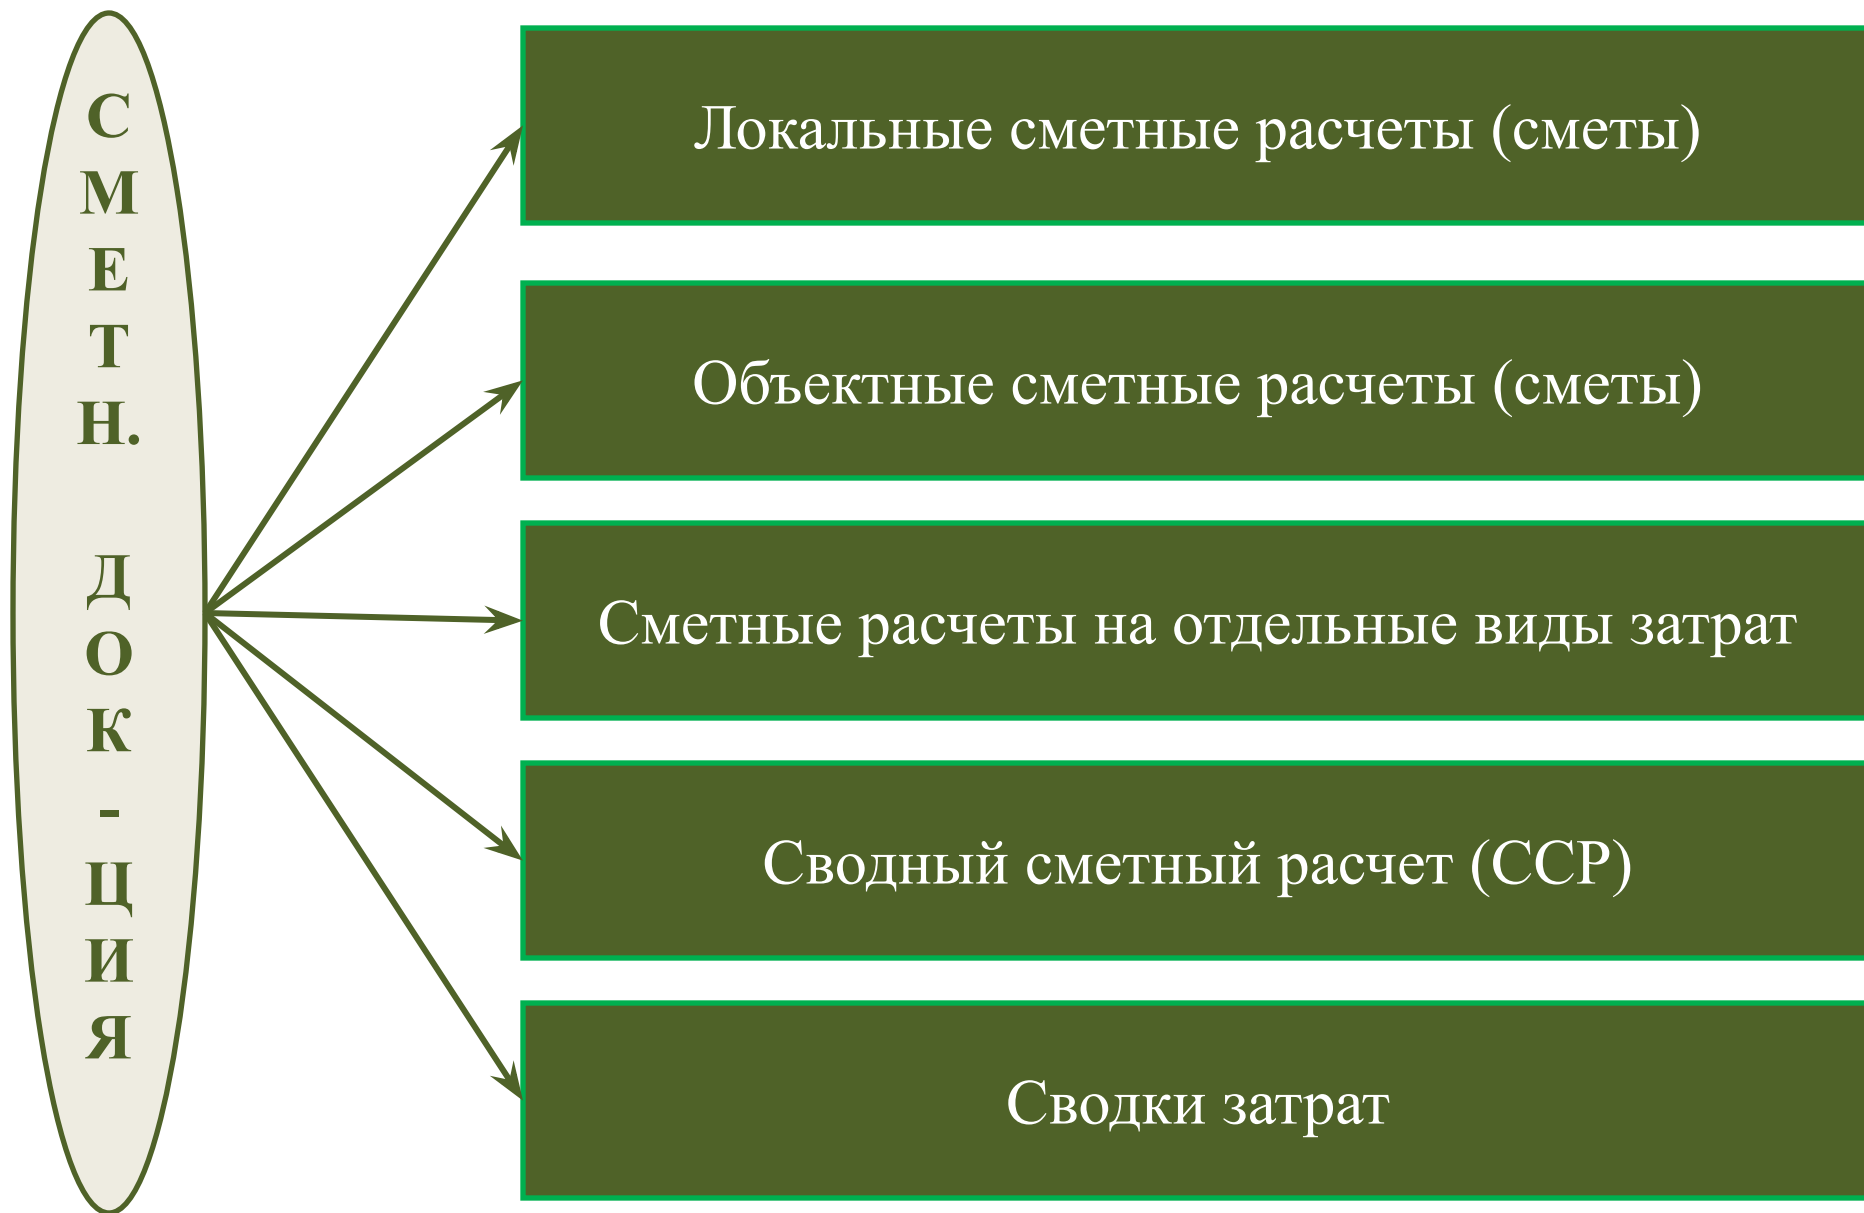 С
М
Е
Т
Н.
Д
О
К
-
Ц
И
Я
Локальные сметные расчеты (сметы)
Объектные сметные расчеты (сметы)
Сметные расчеты на отдельные виды затрат
Сводный сметный расчет (ССР)
Сводки затрат